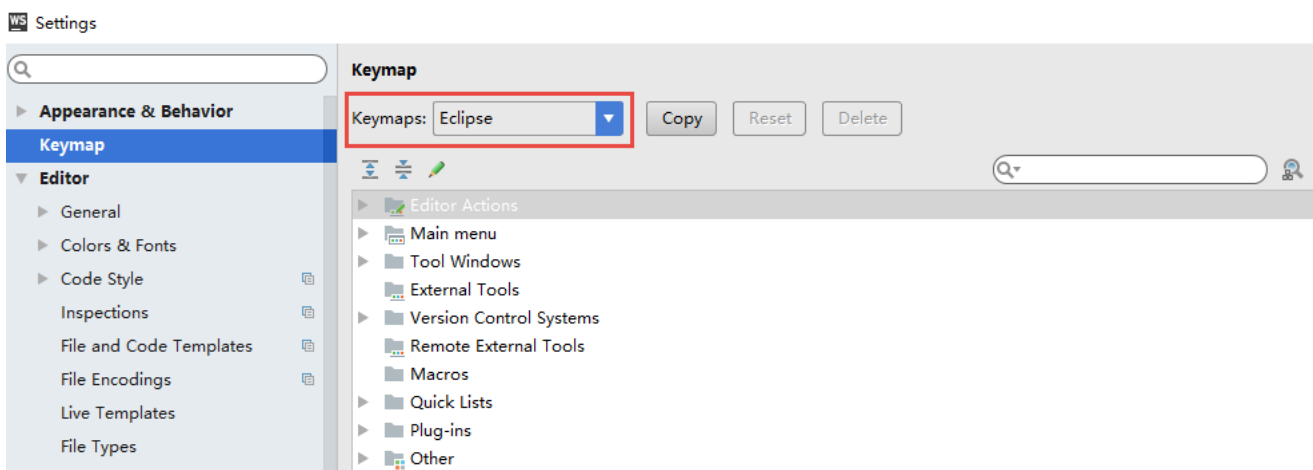 WS Settings
Keymap
Appearance & Behavior
Keymaps: Eclipse Copy Reset Delete
Keymap
Editor
General
Colors & Fonts
Code Style
Inspections
File and Code Templates
File Encodings
Live Templates
File Types
Editor Actions
Main menu
Tool Windows
External Tools
Version Control Systems
Remote External Tools
Macros
Quick Lists
Plug-ins
Other